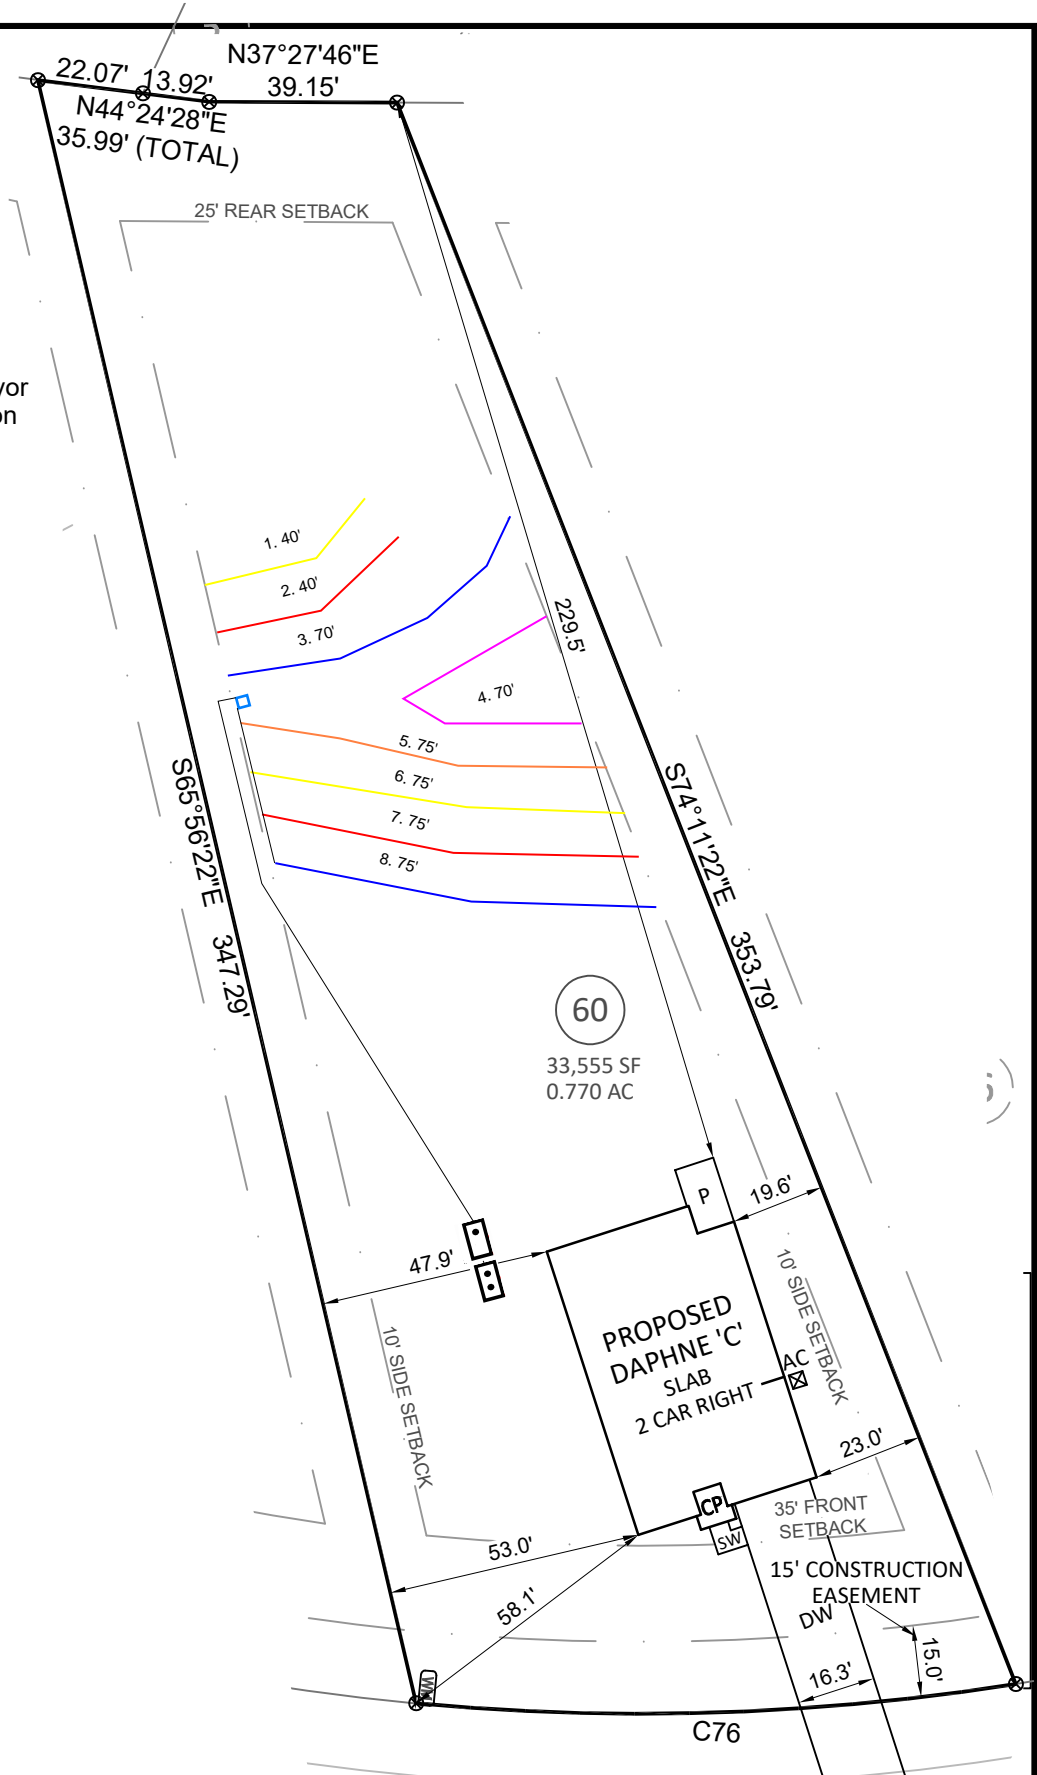 N37°27'46"E
39.15'
22.07' 13.92'
N44°24'28"E
35.99' (TOTAL)
25' REAR SETBACK
1. 40'
2. 40'
3. 70'
4. 70'
5. 75'
6. 75'
7. 75'
8. 75'
229.5'
S65°56'22"E 347.29'
S74°11'22"E 353.79'
60
33,555 SF
0.770 AC
P
19.6'
47.9'
10' SIDE SETBACK
PROPOSED
DAPHNE 'C'
SLAB
2 CAR RIGHT
AC
10' SIDE SETBACK
23.0'
CP
SW
35' FRONT
SETBACK
53.0'
58.1'
15' CONSTRUCTION
EASEMENT
DW
15.0'
16.3'
WM
C76